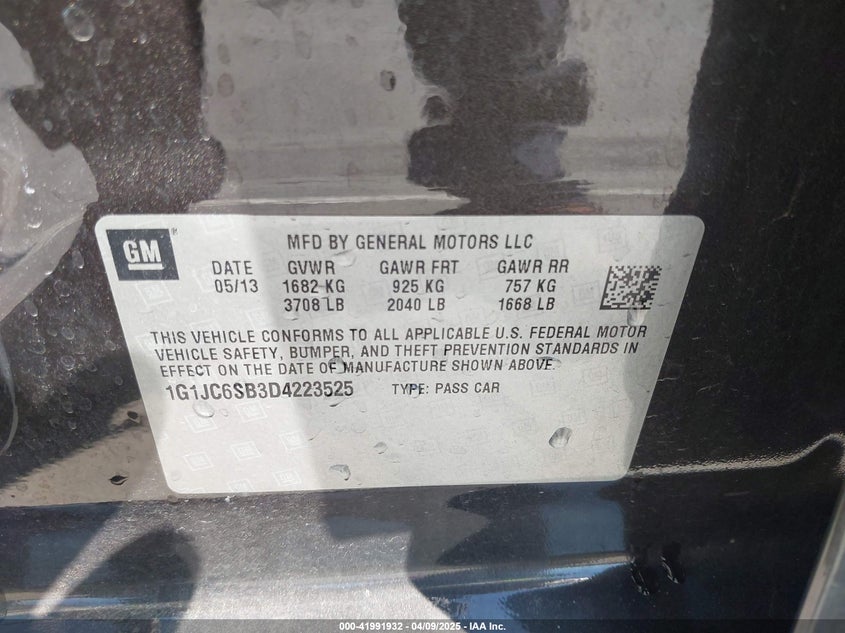 GM
MFD BY GENERAL MOTORS LLC
DATE GVWR GAWR FRT GAWR RR
05/13 1682 KG 925 KG 757 KG
3708 LB 2040 LB 1668 LB
THIS VEHICLE CONFORMS TO ALL APPLICABLE U.S. FEDERAL MOTOR
VEHICLE SAFETY, BUMPER, AND THEFT PREVENTION STANDARDS IN
EFFECT ON THE DATE OF MANUFACTURE SHOWN ABOVE.
1G1JC6SB3D4223525 TYPE: PASS CAR
000-41991932 - 04/09/2025 - IAA Inc.